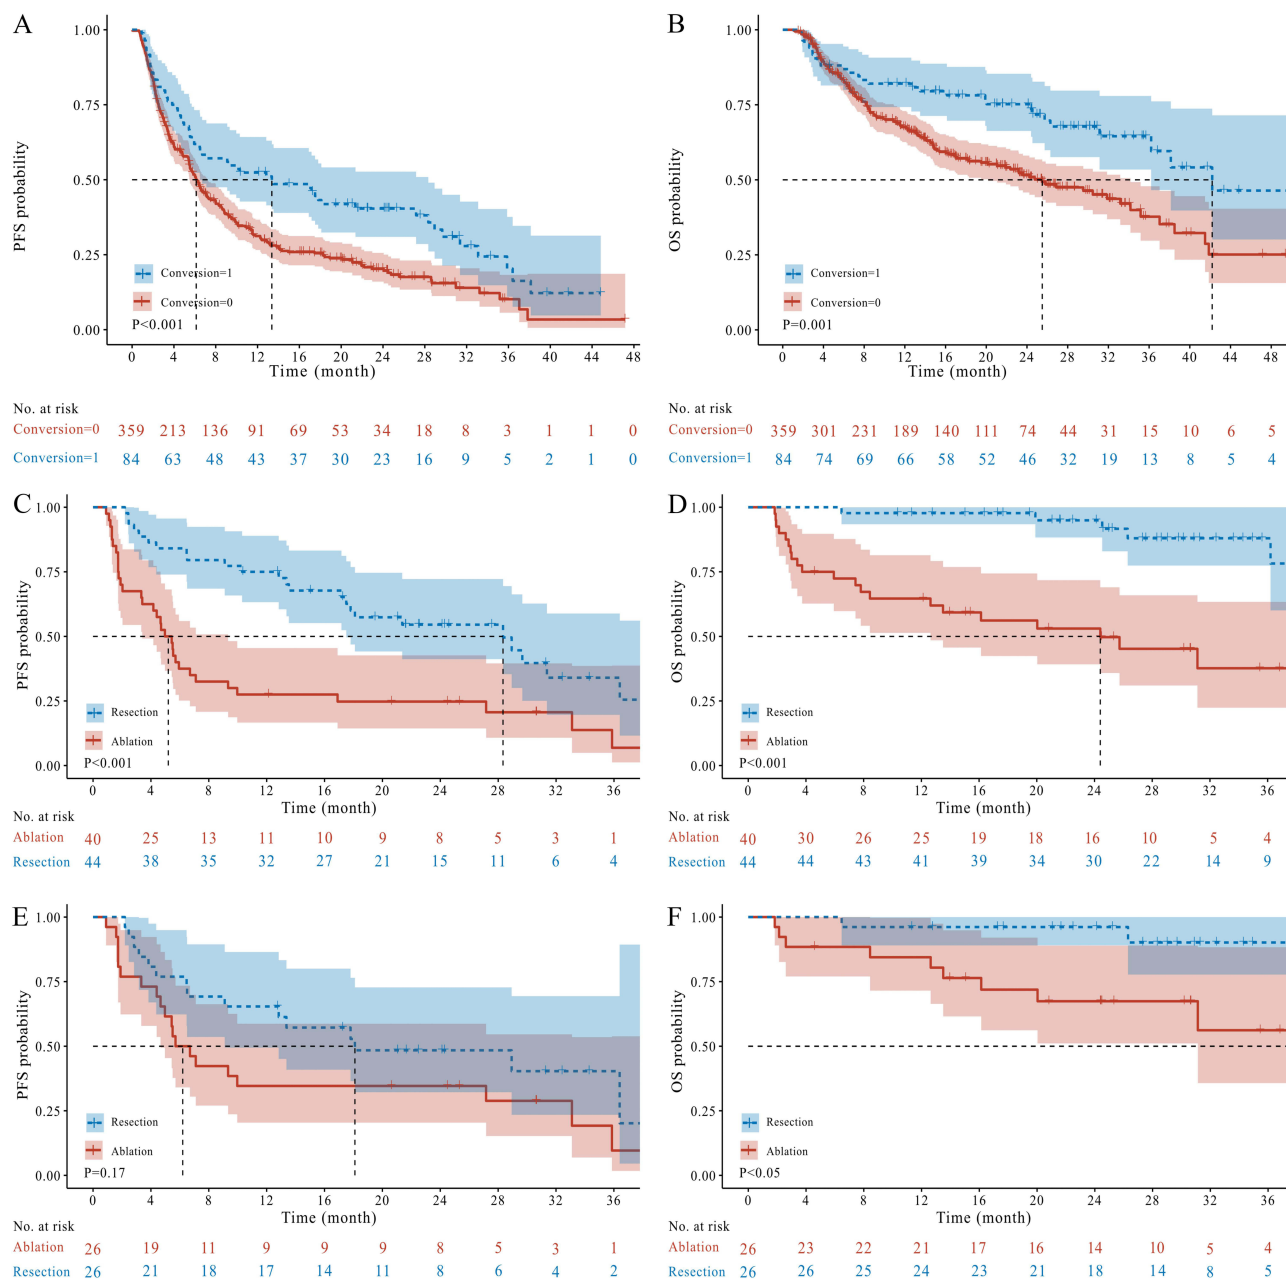 A
PFS probability
1.00
0.75
0.50
0.25
0.00
Conversion=1
Conversion=0
P<0.001
0 4 8 12 16 20 24 28 32 36 40 44 48
Time (month)
No. at risk
Conversion=0 359 213 136 91 69 53 34 18 8 3 1 1 0
Conversion=1 84 63 48 43 37 30 23 16 9 5 2 1 0
B
OS probability
1.00
0.75
0.50
0.25
0.00
Conversion=1
Conversion=0
P=0.001
0 4 8 12 16 20 24 28 32 36 40 44 48
Time (month)
No. at risk
Conversion=0 359 301 231 189 140 111 74 44 31 15 10 6 5
Conversion=1 84 74 69 66 58 52 46 32 19 13 8 5 4
C
PFS probability
1.00
0.75
0.50
0.25
0.00
Resection
Ablation
P<0.001
0 4 8 12 16 20 24 28 32 36
Time (month)
No. at risk
Ablation 40 25 13 11 10 9 8 5 3 1
Resection 44 38 35 32 27 21 15 11 6 4
D
OS probability
1.00
0.75
0.50
0.25
0.00
Resection
Ablation
P<0.001
0 4 8 12 16 20 24 28 32 36
Time (month)
No. at risk
Ablation 40 30 26 25 19 18 16 10 5 4
Resection 44 44 43 41 39 34 30 22 14 9
E
PFS probability
1.00
0.75
0.50
0.25
0.00
Resection
Ablation
P=0.17
0 4 8 12 16 20 24 28 32 36
Time (month)
No. at risk
Ablation 26 19 11 9 9 9 8 5 3 1
Resection 26 21 18 17 14 11 8 6 4 2
F
OS probability
1.00
0.75
0.50
0.25
0.00
Resection
Ablation
P<0.05
0 4 8 12 16 20 24 28 32 36
Time (month)
No. at risk
Ablation 26 23 22 21 17 16 14 10 5 4
Resection 26 26 25 24 23 21 18 14 8 5